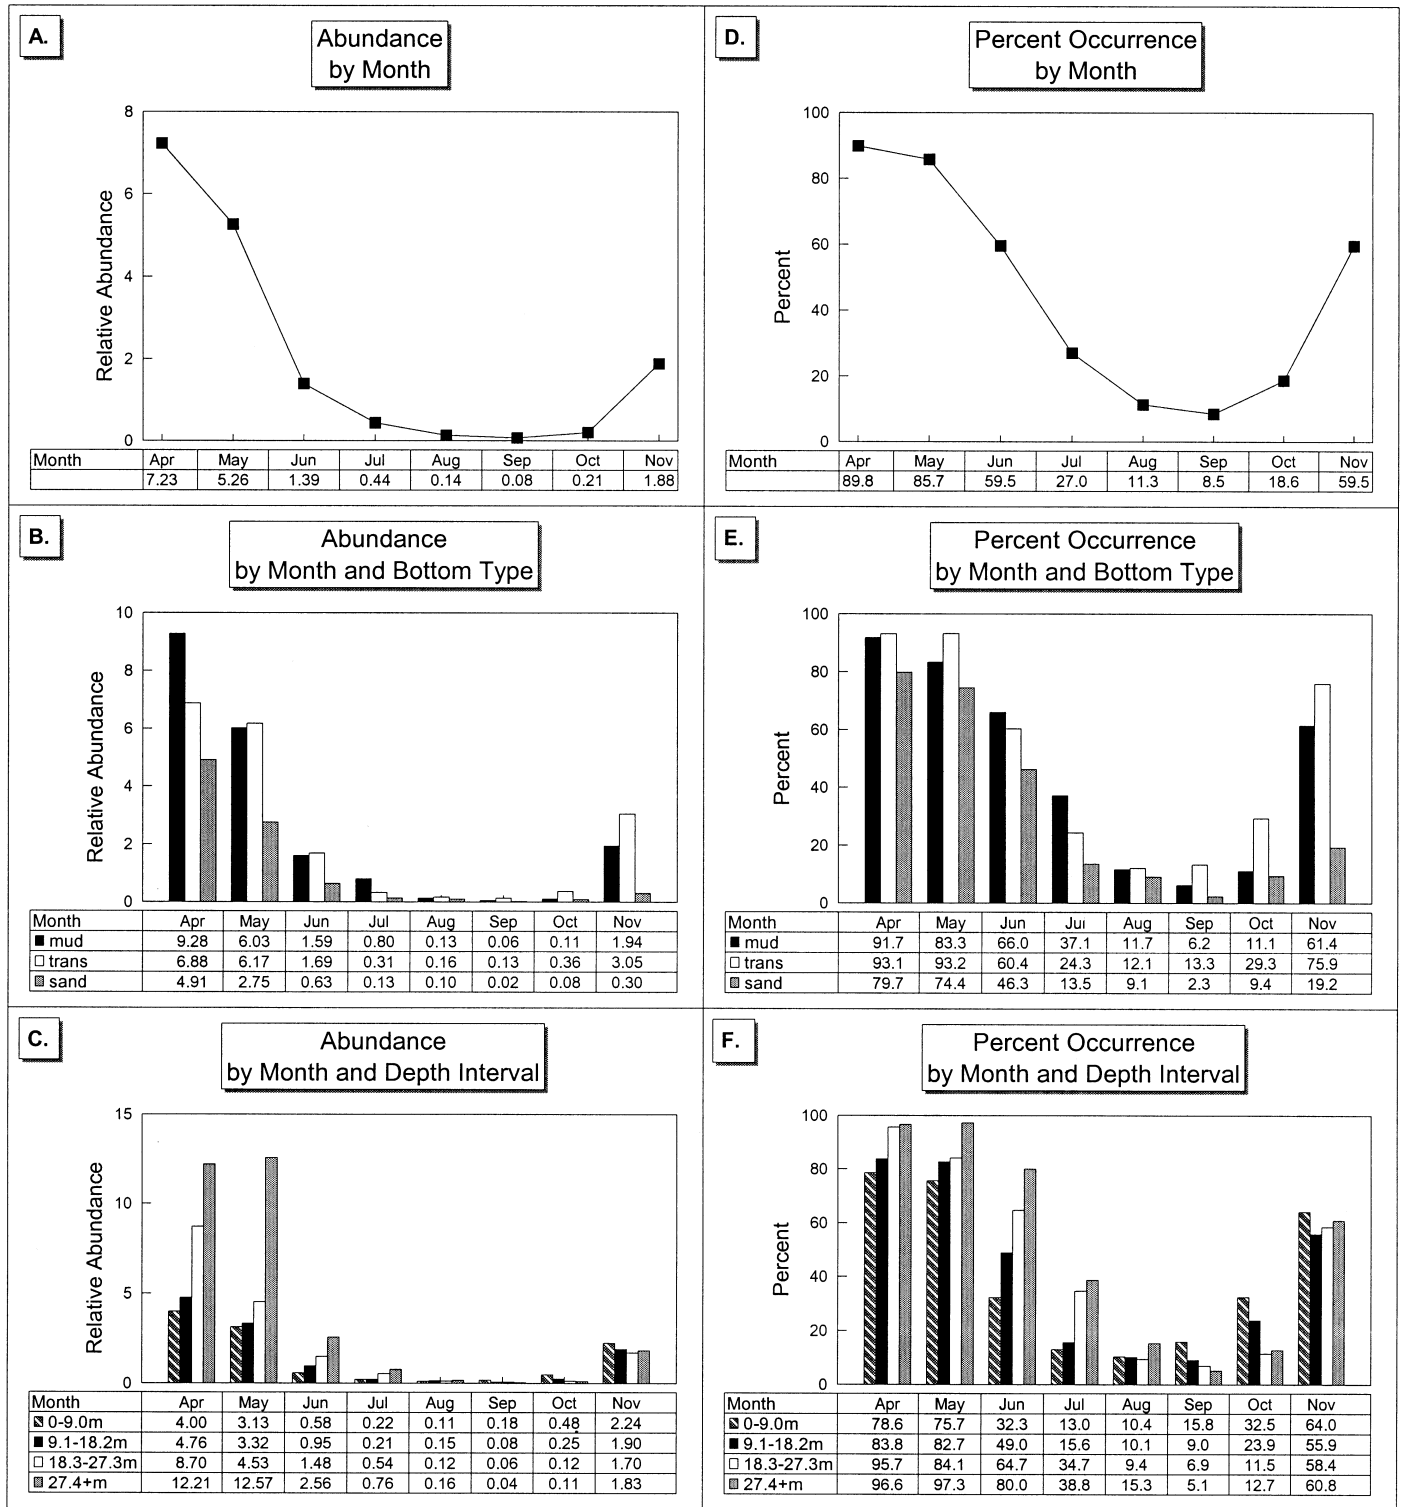 A.
Abundance
by Month
Relative Abundance
8
6
4
2
0
Month Apr May Jun Jul Aug Sep Oct Nov
7.23 5.26 1.39 0.44 0.14 0.08 0.21 1.88
D.
Percent Occurrence
by Month
Percent
100
80
60
40
20
0
Month Apr May Jun Jul Aug Sep Oct Nov
89.8 85.7 59.5 27.0 11.3 8.5 18.6 59.5
B.
Abundance
by Month and Bottom Type
Relative Abundance
10
8
6
4
2
0
Month Apr May Jun Jul Aug Sep Oct Nov
mud 9.28 6.03 1.59 0.80 0.13 0.06 0.11 1.94
trans 6.88 6.17 1.69 0.31 0.16 0.13 0.36 3.05
sand 4.91 2.75 0.63 0.13 0.10 0.02 0.08 0.30
E.
Percent Occurrence
by Month and Bottom Type
Percent
100
80
60
40
20
0
Month Apr May Jun Jul Aug Sep Oct Nov
mud 91.7 83.3 66.0 37.1 11.7 6.2 11.1 61.4
trans 93.1 93.2 60.4 24.3 12.1 13.3 29.3 75.9
sand 79.7 74.4 46.3 13.5 9.1 2.3 9.4 19.2
C.
Abundance
by Month and Depth Interval
Relative Abundance
15
10
5
0
Month Apr May Jun Jul Aug Sep Oct Nov
0-9.0m 4.00 3.13 0.58 0.22 0.11 0.18 0.48 2.24
9.1-18.2m 4.76 3.32 0.95 0.21 0.15 0.08 0.25 1.90
18.3-27.3m 8.70 4.53 1.48 0.54 0.12 0.06 0.12 1.70
27.4+m 12.21 12.57 2.56 0.76 0.16 0.04 0.11 1.83
F.
Percent Occurrence
by Month and Depth Interval
Percent
100
80
60
40
20
0
Month Apr May Jun Jul Aug Sep Oct Nov
0-9.0m 78.6 75.7 32.3 13.0 10.4 15.8 32.5 64.0
9.1-18.2m 83.8 82.7 49.0 15.6 10.1 9.0 23.9 55.9
18.3-27.3m 95.7 84.1 64.7 34.7 9.4 6.9 11.5 58.4
27.4+m 96.6 97.3 80.0 38.8 15.3 5.1 12.7 60.8